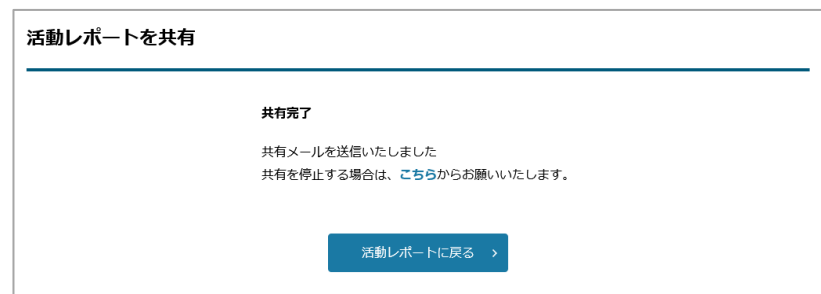 活動レポートを共有
共有完了
共有メールを送信いたしました
共有を停止する場合は、こちらからお願いいたします。
活動レポートに戻る